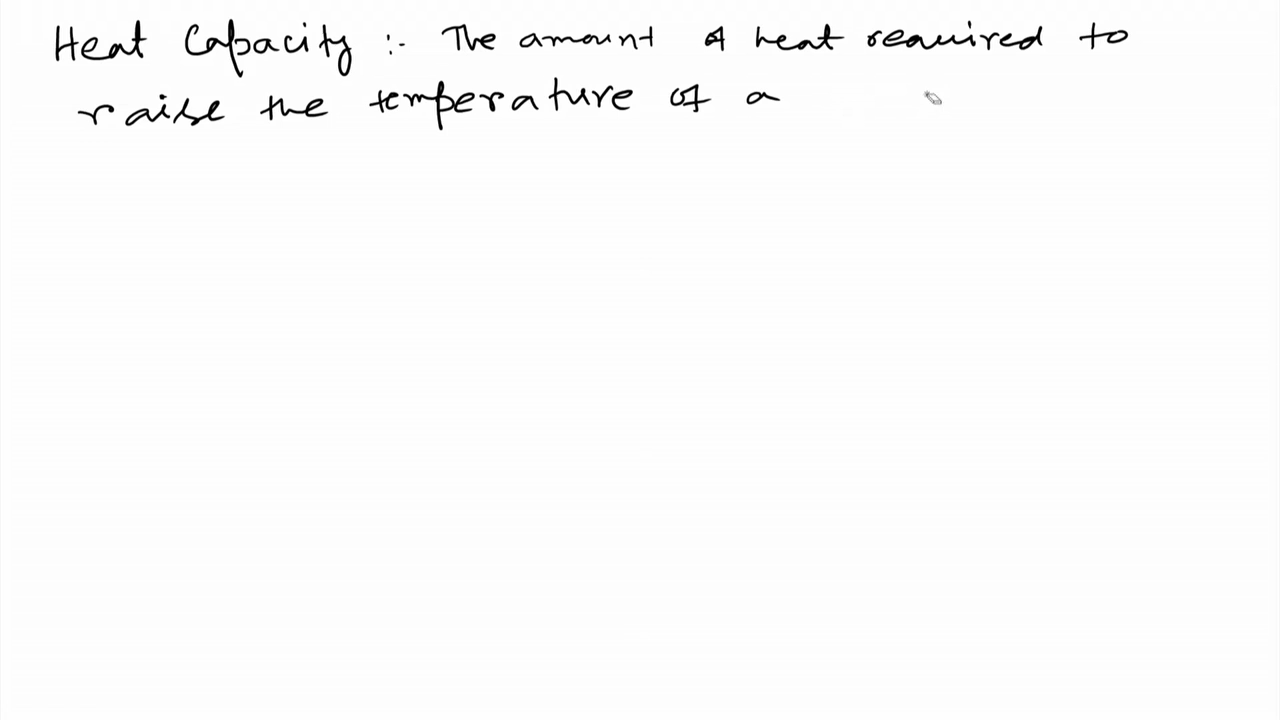 Heat Capacity :- The amount of heat required to
raise the temperature of a